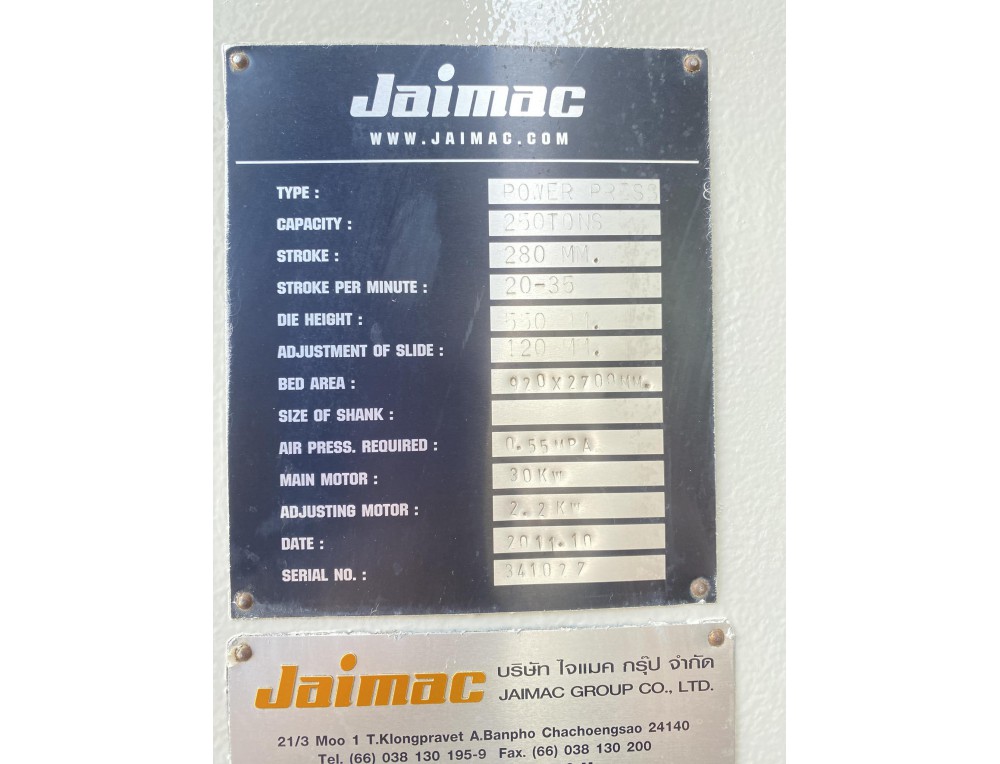 Jaimac
WWW.JAIMAC.COM
TYPE : POWER PRESS
CAPACITY : 250TONS
STROKE : 280 MM.
STROKE PER MINUTE : 20-35
DIE HEIGHT :
ADJUSTMENT OF SLIDE : 120 MM.
BED AREA : 920X2700MM.
SIZE OF SHANK :
AIR PRESS. REQUIRED : 0.55MPA
MAIN MOTOR : 30KW
ADJUSTING MOTOR : 2.2KW
DATE : 2011.10
SERIAL NO. :
Jaimac
บริษัท ไจแมค กรุ๊ป จำกัด
JAIMAC GROUP CO., LTD.
21/3 Moo 1 T.Klongpravet A.Banpho Chachoengsao 24140
Tel. (66) 038 130 195-9 Fax. (66) 038 130 200